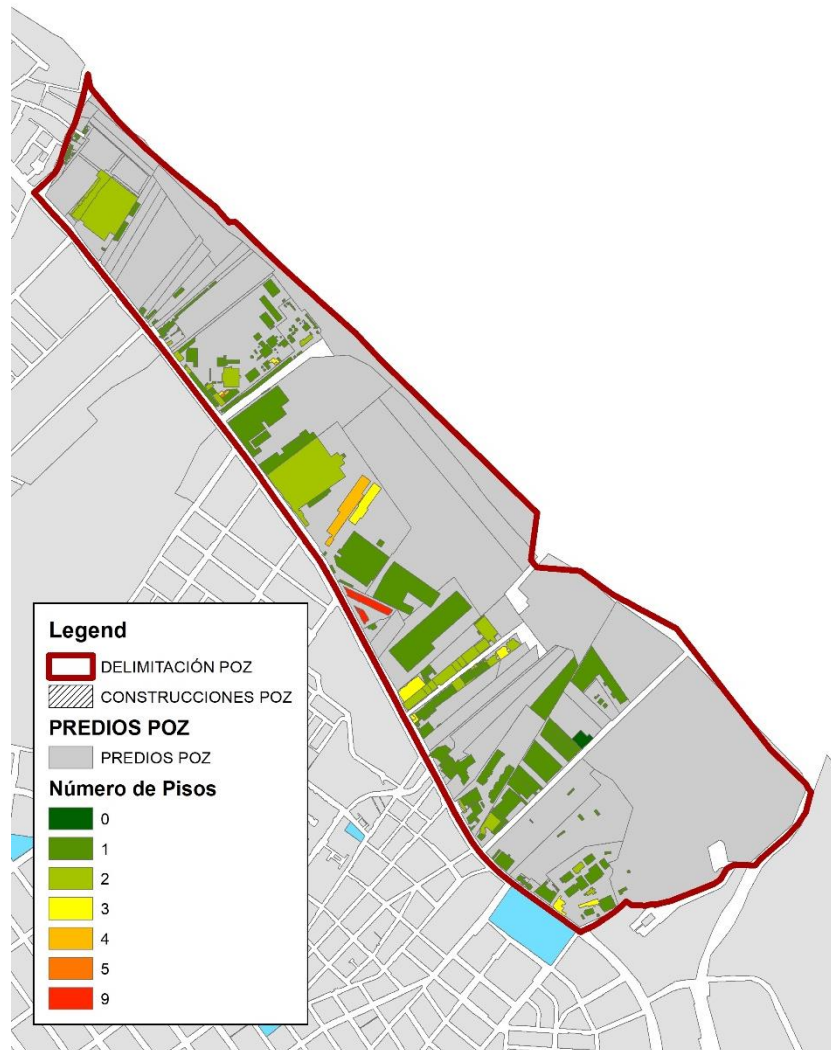 Legend
DELIMITACIÓN POZ
CONSTRUCCIONES POZ
PREDIOS POZ
PREDIOS POZ
Número de Pisos
0
1
2
3
4
5
9